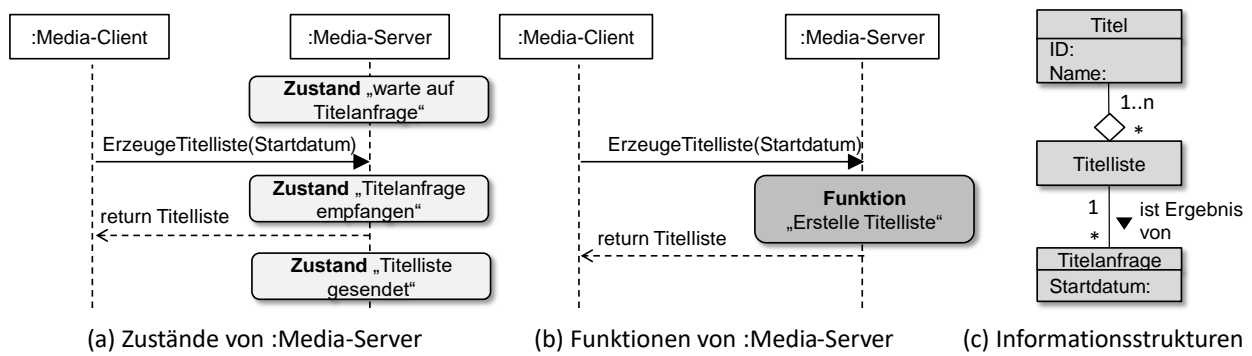 :Media-Client
:Media-Server
Zustand „warte auf
Titelanfrage“
ErzeugeTitelliste(Startdatum)
Zustand „Titelanfrage
empfangen“
return Titelliste
Zustand „Titelliste
gesendet“
(a) Zustände von :Media-Server
:Media-Client
:Media-Server
ErzeugeTitelliste(Startdatum)
Funktion
„Erstelle Titelliste“
return Titelliste
(b) Funktionen von :Media-Server
Titel
ID:
Name:
1..n
*
Titelliste
1
ist Ergebnis
von
*
Titelanfrage
Startdatum:
(c) Informationsstrukturen